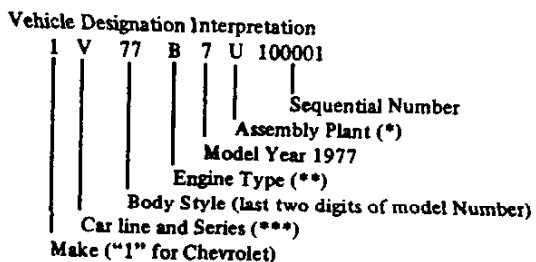 Vehicle Designation Interpretation
1 V 77 B 7 U 100001
Sequential Number
Assembly Plant (*)
Model Year 1977
Engine Type (**)
Body Style (last two digits of model Number)
Car line and Series (***)
Make ("1" for Chevrolet)